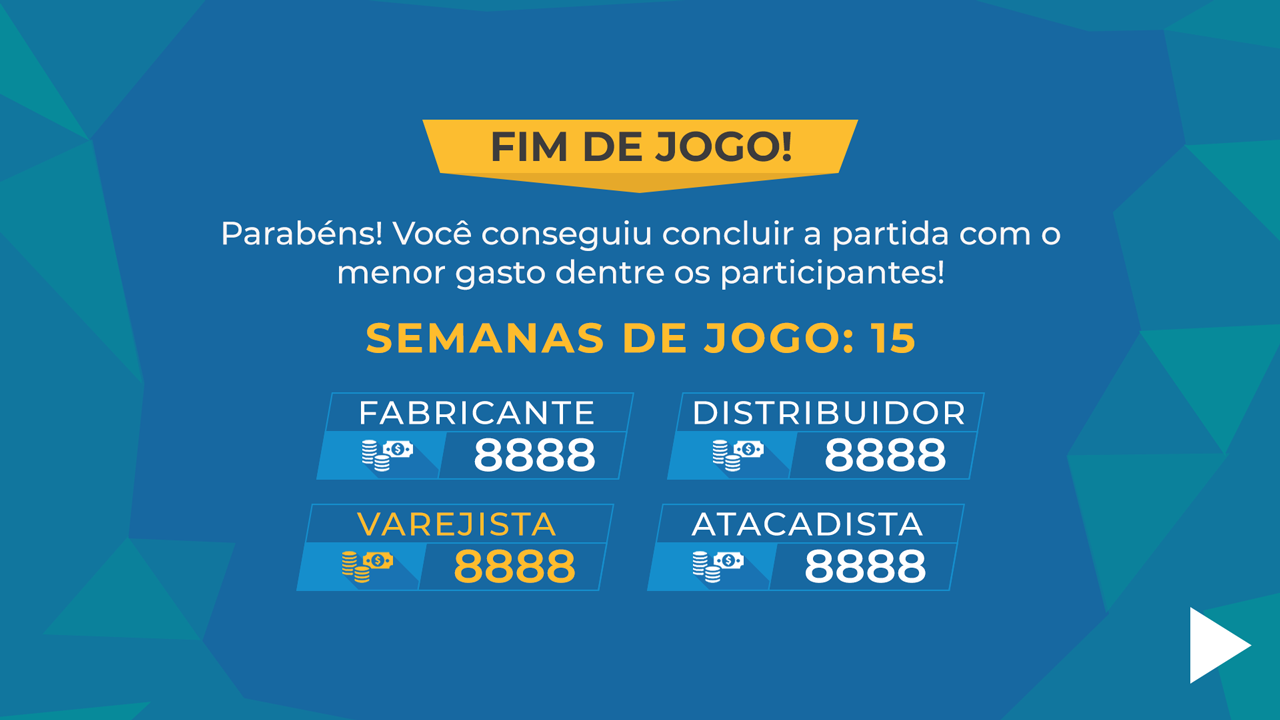 FIM DE JOGO!
Parabéns! Você conseguiu concluir a partida com o
menor gasto dentre os participantes!
SEMANAS DE JOGO: 15
FABRICANTE
8888
DISTRIBUIDOR
8888
VAREJISTA
8888
ATACADISTA
8888